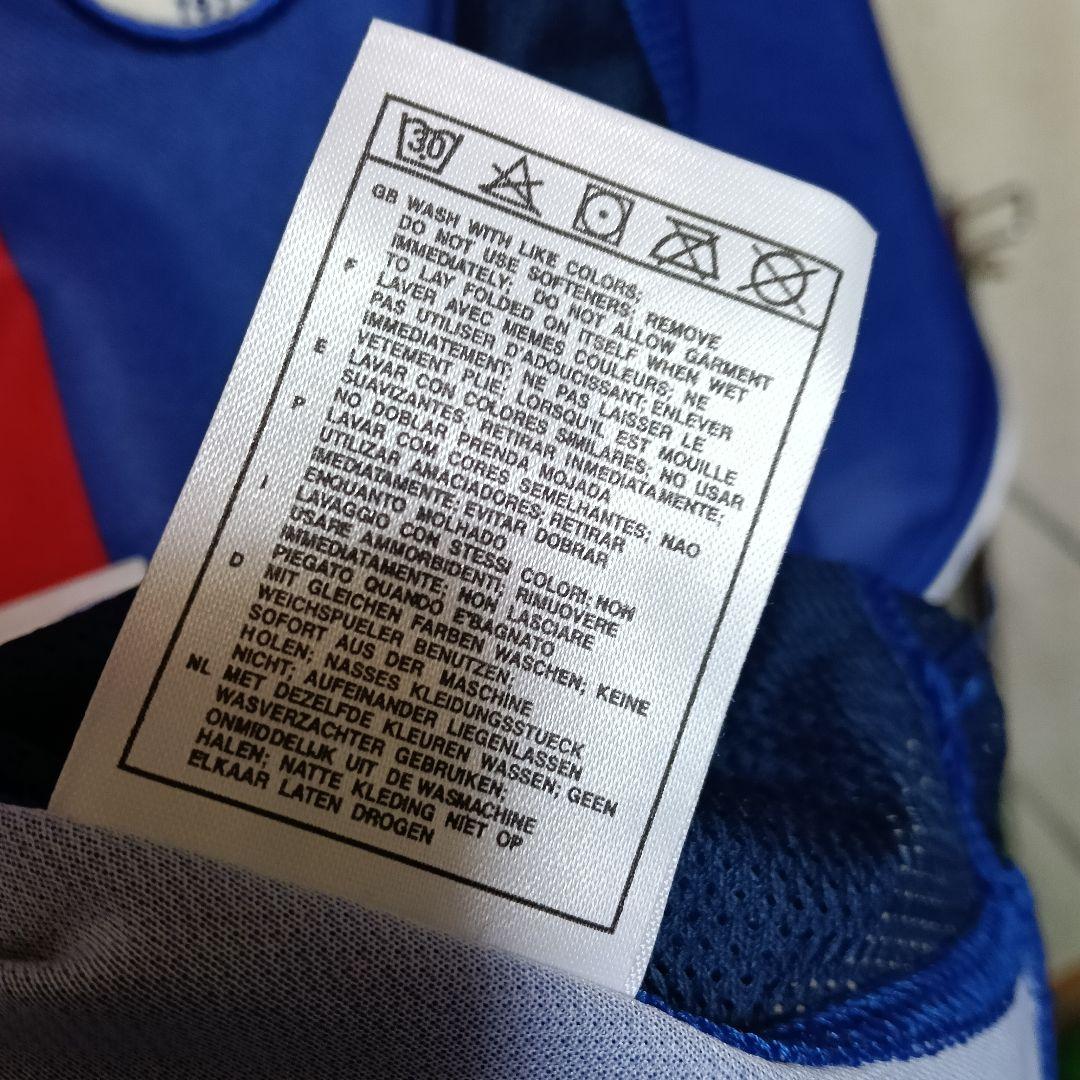 30
GB WASH WITH LIKE COLORS;
DO NOT USE SOFTENERS; REMOVE
IMMEDIATELY; DO NOT ALLOW GARMENT
TO LAY FOLDED ON ITSELF WHEN WET
F LAVER AVEC MEMES COULEURS; NE
PAS UTILISER D'ADOUCISSANT; ENLEVER
IMMEDIATEMENT; NE PAS LAISSER LE
VETEMENT PLIE; LORSQU'IL EST MOUILLE
E LAVAR CON COLORES SIMILARES; NO USAR
SUAVIZANTES; RETIRAR INMEDIATAMENTE;
NO DOBLAR PRENDA MOJADA
P LAVAR COM CORES SEMELHANTES; NAO
UTILIZAR AMACIADORES; RETIRAR
IMEDIATAMENTE; EVITAR DOBRAR
ENQUANTO MOLHADO
I LAVAGGIO CON STESSI COLORI; NON
USARE AMMORBIDENTI; RIMUOVERE
IMMEDIATAMENTE; NON LASCIARE
PIEGATO QUANDO E'BAGNATO
D MIT GLEICHEN FARBEN WASCHEN; KEINE
WEICHSPUELER BENUTZEN.
SOFORT AUS DER MASCHINE
HOLEN; NASSES KLEIDUNGSSTUECK
NICHT; AUFEINANDER LIEGENLASSEN
NL MET DEZELFDE KLEUREN WASSEN; GEEN
WASVERZACHTER GEBRUIKEN.
ONMIDDELIJK UIT DE WASMACHINE
HALEN; NATTE KLEDING NIET OP
ELKAAR LATEN DROGEN